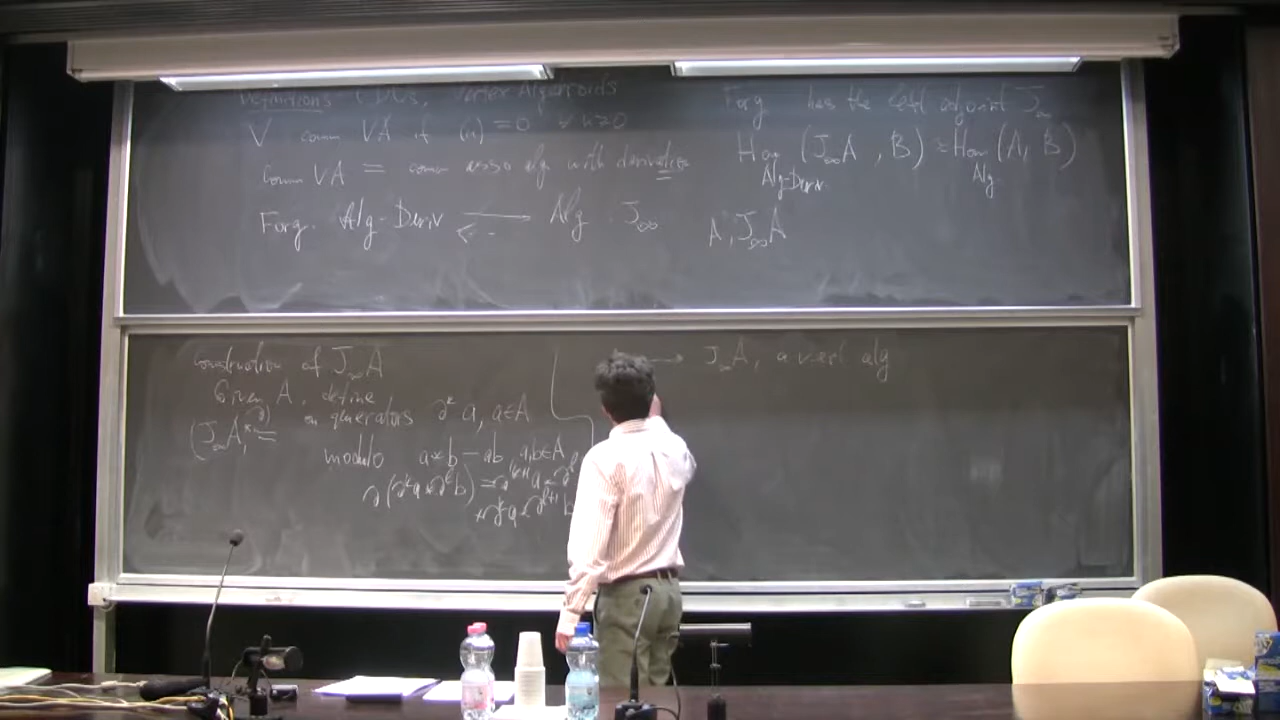 Definitions CDOs, Vertex Algebroids
V comm VA if (n) = 0 ∀ n≥0
Comm VA = comm asso alg with derivation
Forg. Alg-Deriv ⟶ Alg : J∞
Forg has the left adjoint J∞
Hom (J∞A , B) ≃ Hom (A, B)
Alg-Deriv. Alg.
A, J∞A
Construction of J∞A
Given A, define
(J∞A, *, ∂) = on generators ∂ᵏ a, a∈A
modulo a*b − ab, a,b∈A
⟶ J∞A, a vert alg